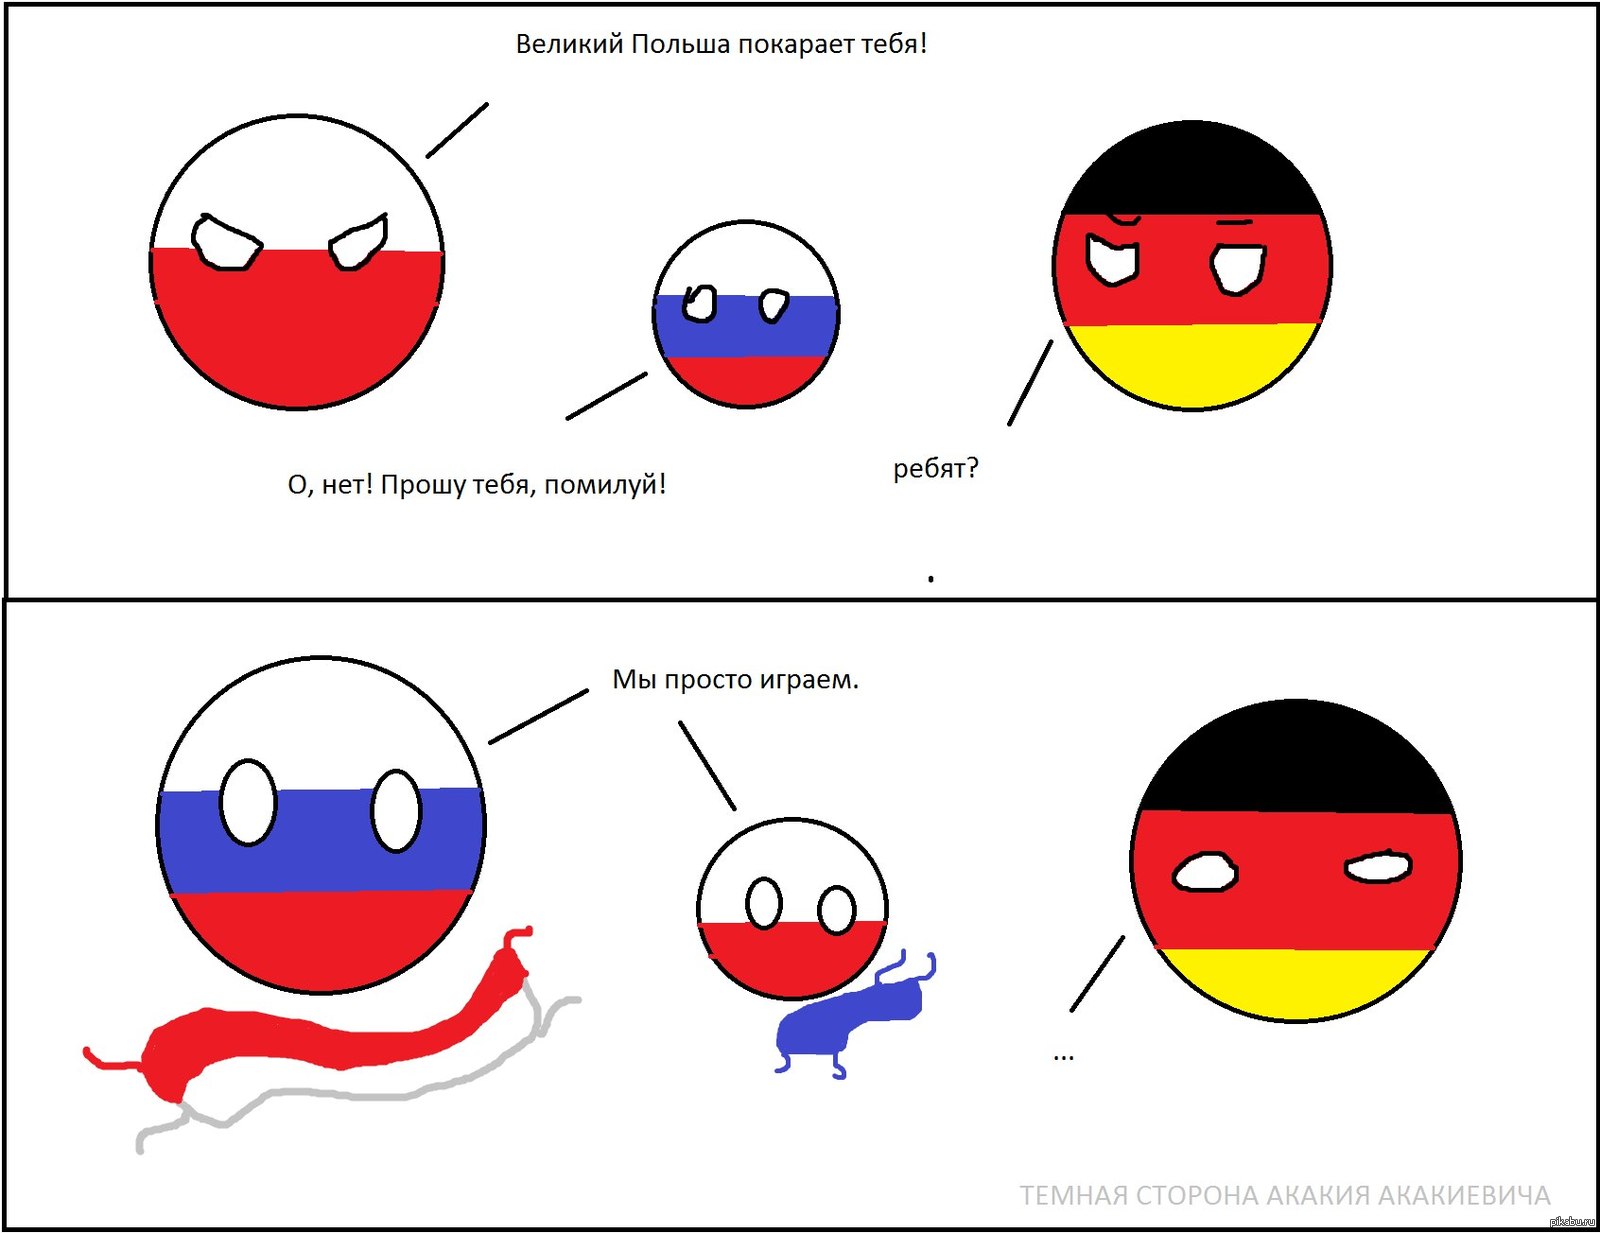 Великий Польша покарает тебя!
О, нет! Прошу тебя, помилуй!
ребят?
Мы просто играем.
...
ТЕМНАЯ СТОРОНА АКАКИЯ АКАКИЕВИЧА
pikabu.ru